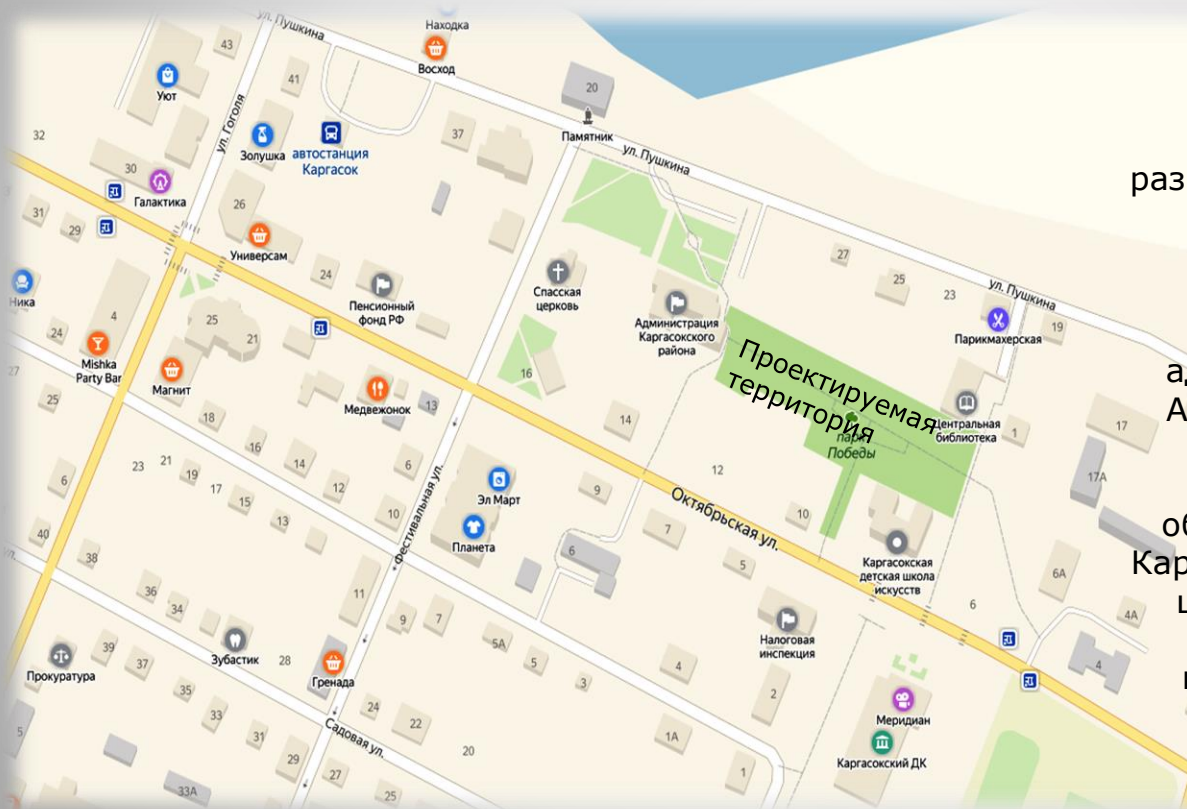 Находка
Восход
ул. Пушкина
43
Уют
41
ул. Гоголя
32
Золушка
автостанция
Каргасок
37
20
Памятник
ул. Пушкина
раз
30
Галактика
31
29
26
Универсам
24
Пенсионный
фонд РФ
Спасская
церковь
Администрация
Каргасокского
района
27
25
23
ул. Пушкина
Парикмахерская
19
Ника
4
24
Mishka
Party Bar
25
21
Магнит
27
25
18
16
14
12
Медвежонок
13
16
14
Проектируемая
территория
парк
Победы
Центральная
библиотека
1
17
17А
6
23
21
19
17
15
13
6
10
Фестивальная ул.
Эл Март
Планета
9
7
5
12
10
Октябрьская ул.
Каргасокская
детская школа
искусств
об
Кар
6А
6
4А
4
40
38
36
34
Зубастик
28
11
9
7
6
5А
5
3
4
2
Налоговая
инспекция
Прокуратура
39
37
35
33
31
29
27
25
Гренада
24
22
20
Садовая ул.
1А
1
Меридиан
Каргасокский ДК
5
33А